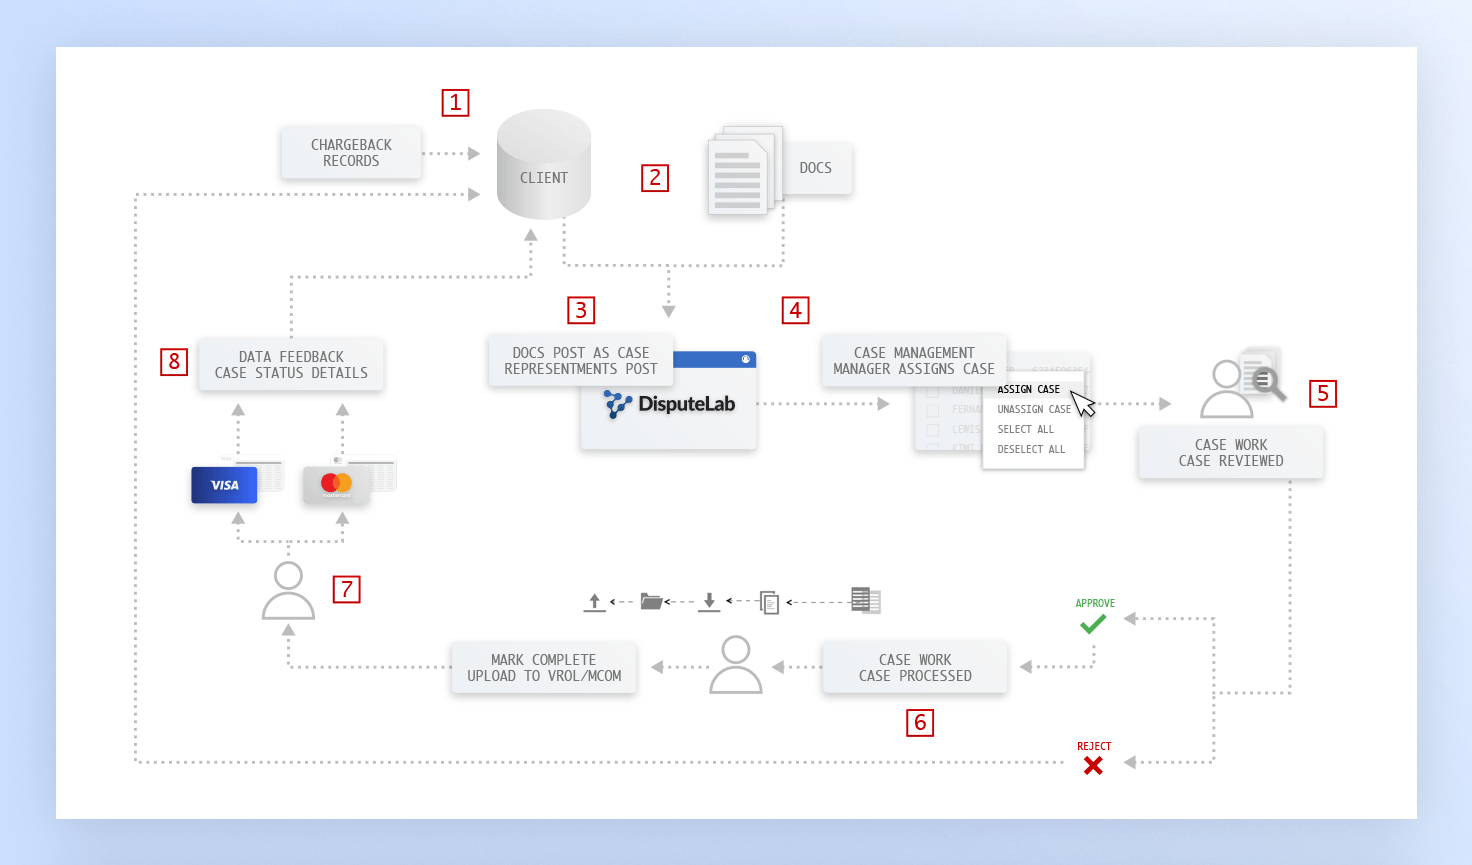 1
CHARGEBACK
RECORDS
CLIENT
2
DOCS
3
DOCS POST AS CASE
REPRESENTMENTS POST
DisputeLab
4
CASE MANAGEMENT
MANAGER ASSIGNS CASE
ASSIGN CASE
UNASSIGN CASE
SELECT ALL
DESELECT ALL
5
CASE WORK
CASE REVIEWED
8
DATA FEEDBACK
CASE STATUS DETAILS
VISA
mastercard
7
APPROVE
MARK COMPLETE
UPLOAD TO VROL/MCOM
CASE WORK
CASE PROCESSED
6
REJECT